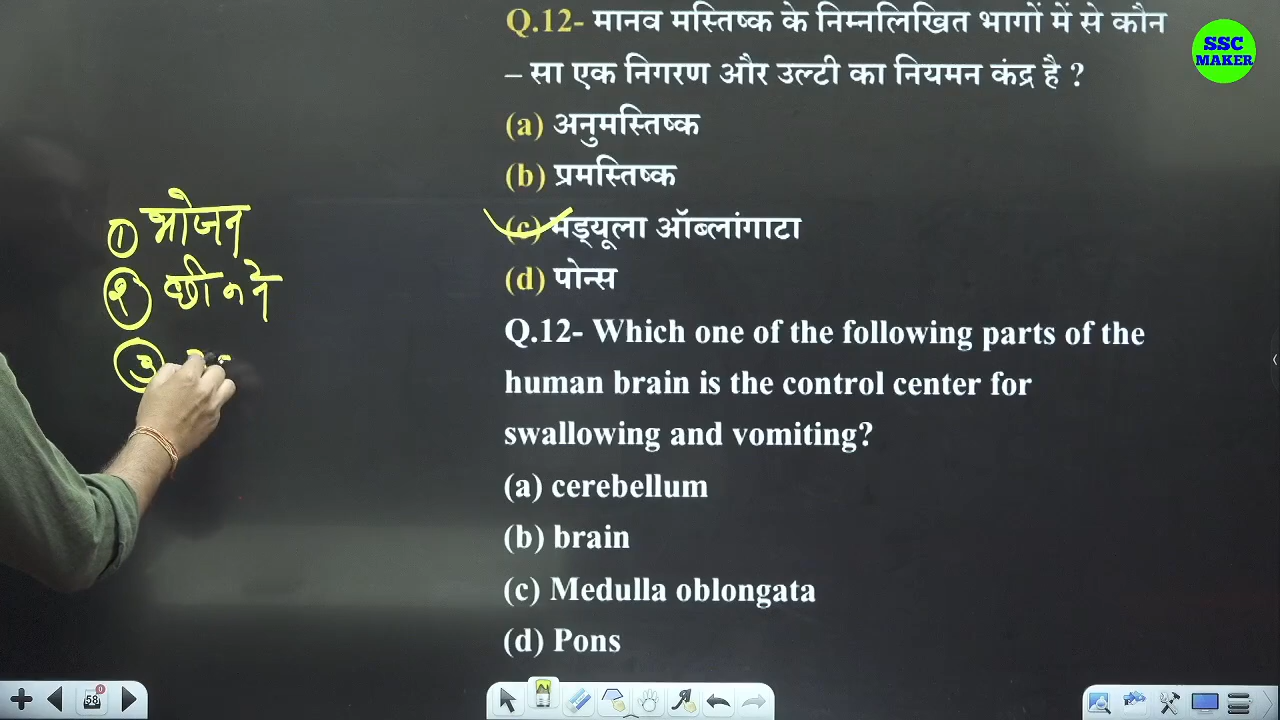 Q.12- मानव मस्तिष्क के निम्नलिखित भागों में से कौन
– सा एक निगरण और उल्टी का नियमन कंद्र है ?
(a) अनुमस्तिष्क
(b) प्रमस्तिष्क
(c) मड्यूला ऑब्लांगाटा
(d) पोन्स
Q.12- Which one of the following parts of the
human brain is the control center for
swallowing and vomiting?
(a) cerebellum
(b) brain
(c) Medulla oblongata
(d) Pons
① भोजन
②
③
SSC
MAKER
58